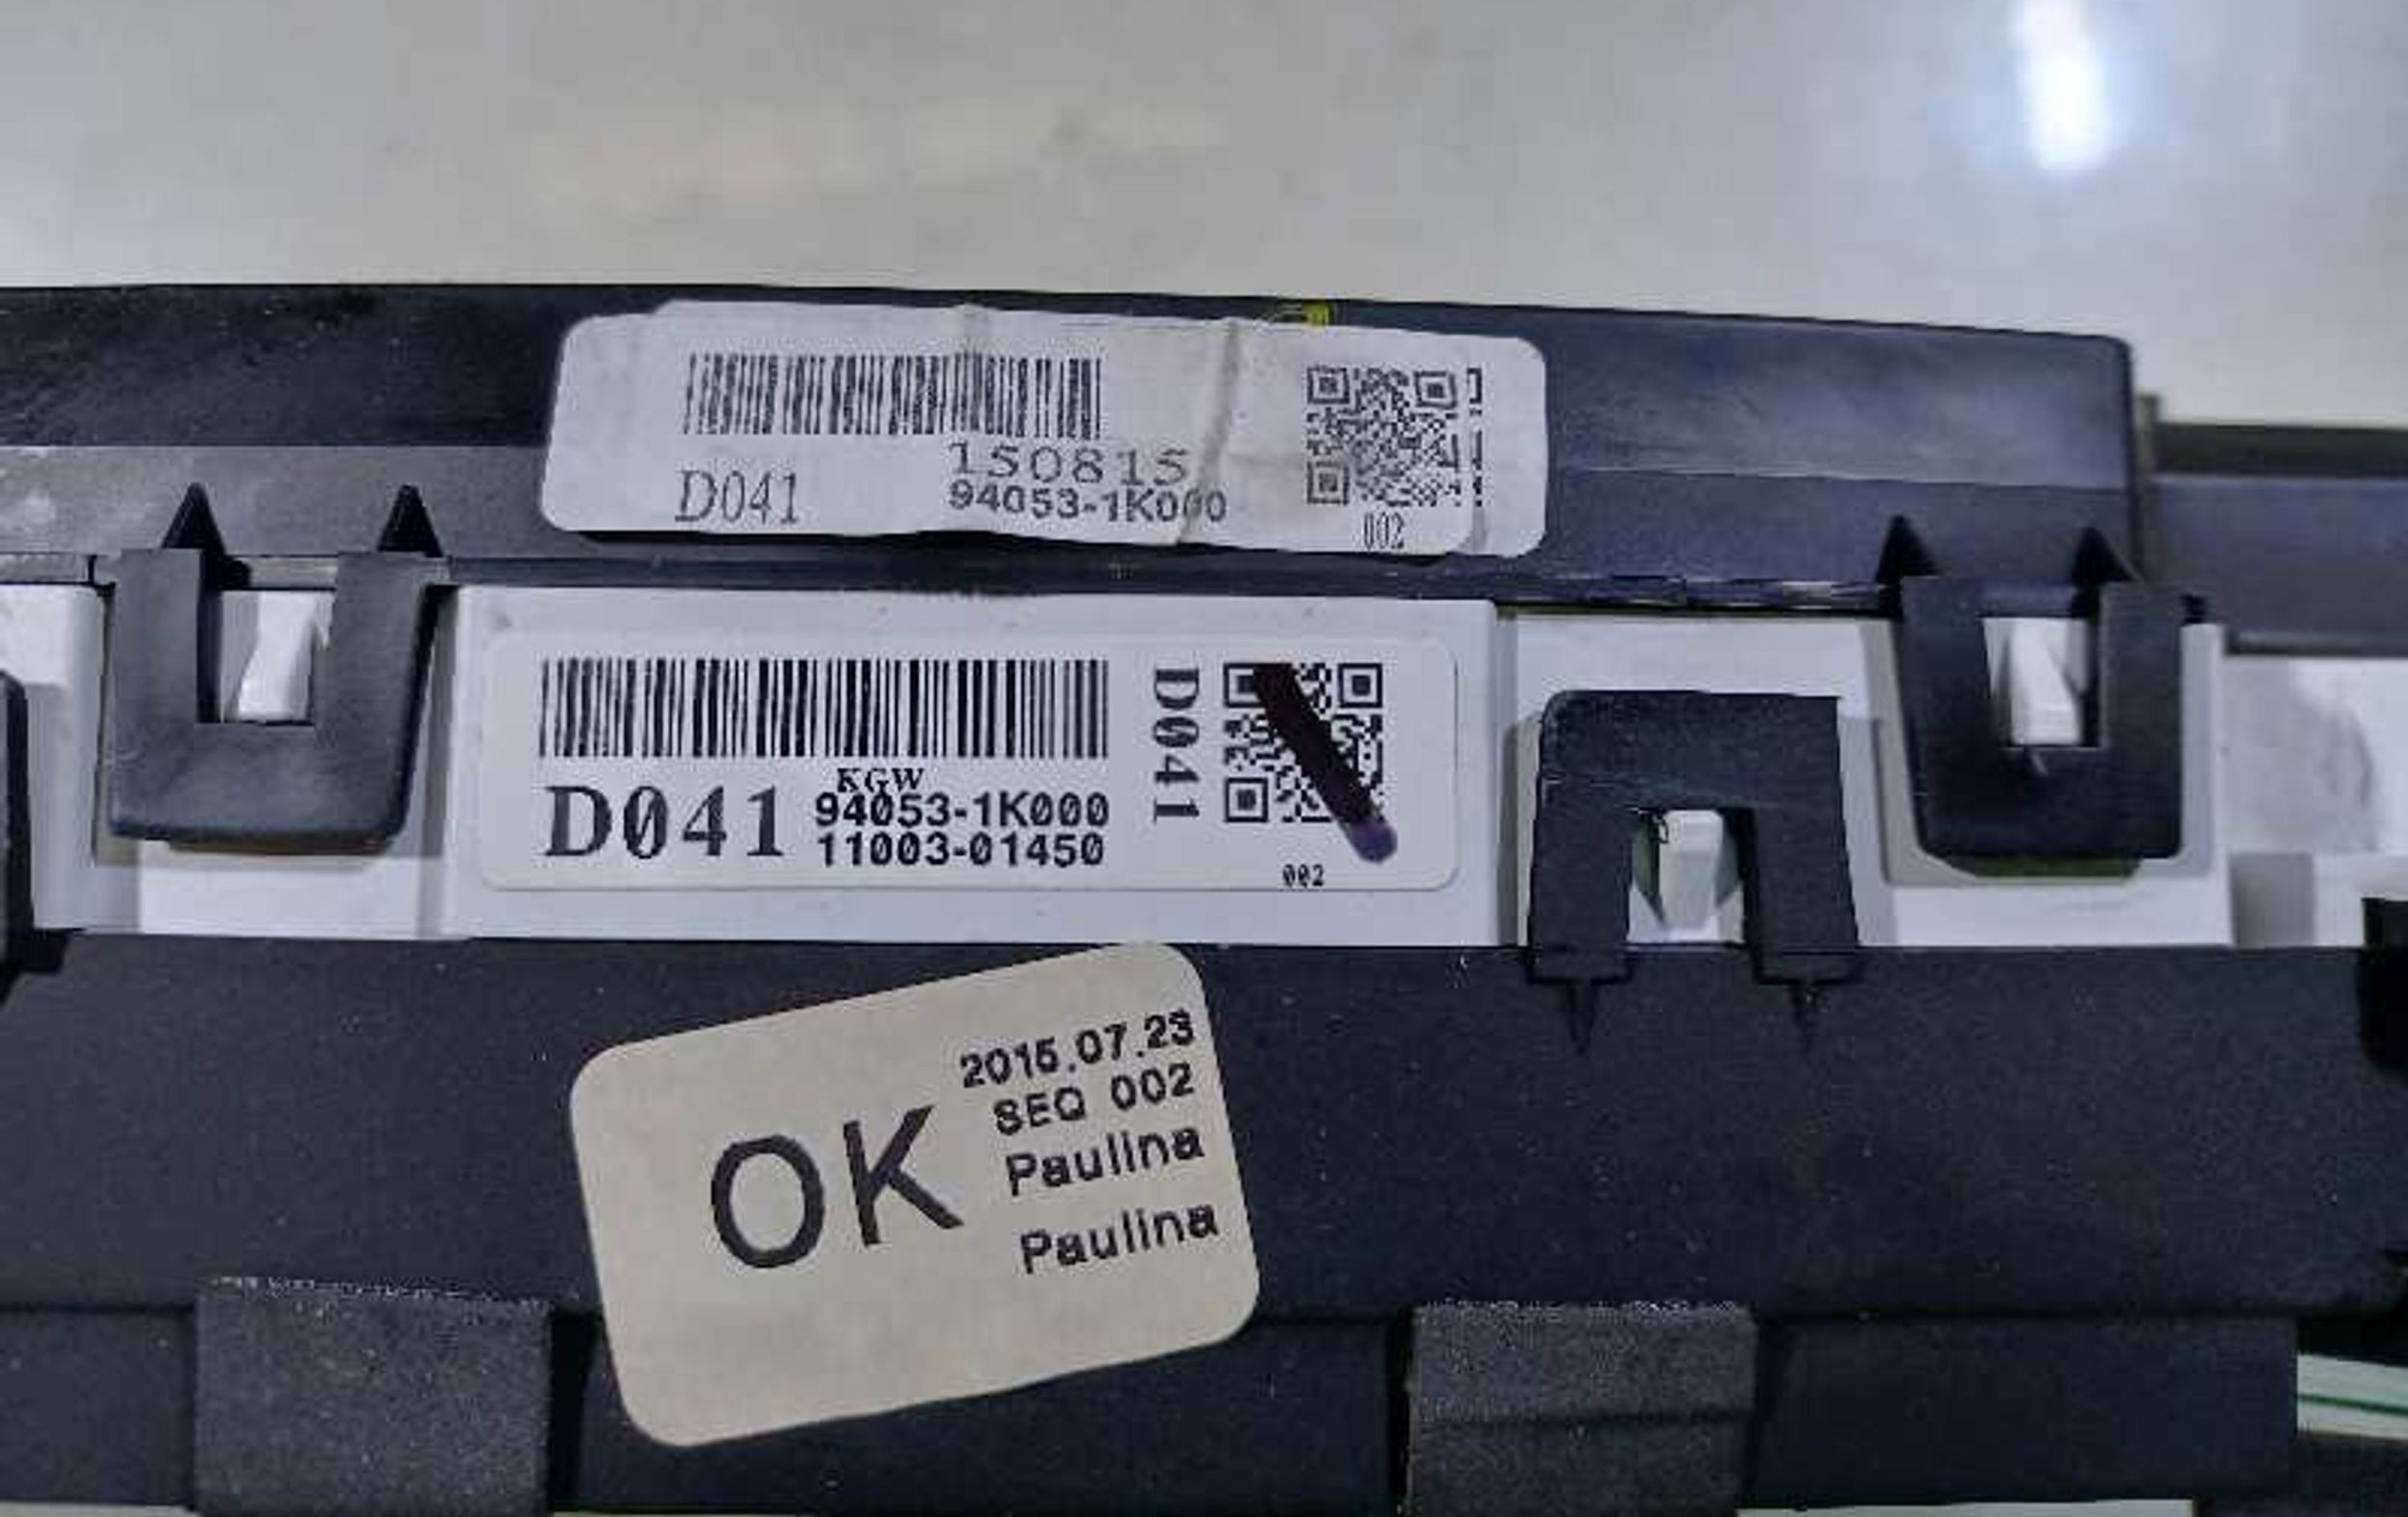 150815
D041 94053-1K000
002
KGW
D041 94053-1K000
11003-01450
D041
002
OK
2015.07.23
SEQ 002
Paulina
Paulina